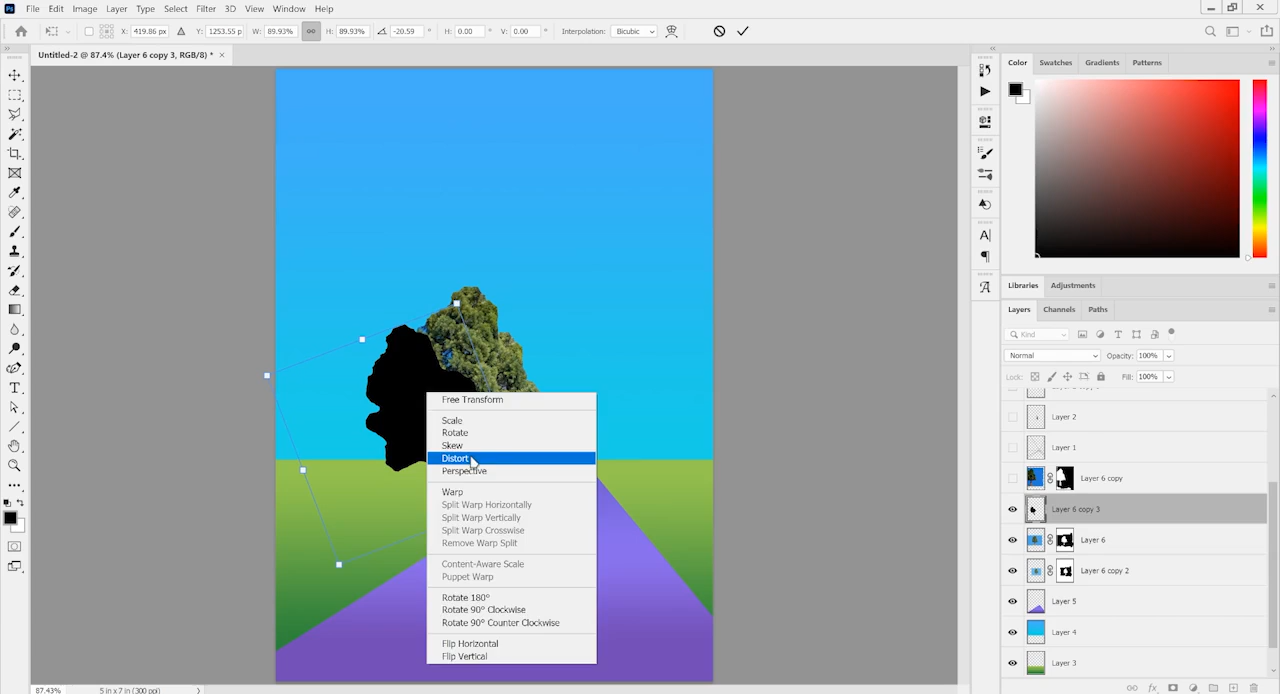 Ps File Edit Image Layer Type Select Filter 3D View Window Help
X: 419.86 px Y: 1253.55 p W: 89.93% H: 89.93% -20.59 ° H: 0.00 ° V: 0.00 ° Interpolation: Bicubic
Untitled-2 @ 87.4% (Layer 6 copy 3, RGB/8) * ×
Color Swatches Gradients Patterns
Libraries Adjustments
Layers Channels Paths
Kind
Normal Opacity: 100%
Lock: Fill: 100%
Layer 2
Layer 1
Layer 6 copy
Layer 6 copy 3
Layer 6
Layer 6 copy 2
Layer 5
Layer 4
Layer 3
Free Transform
Scale
Rotate
Skew
Distort
Perspective
Warp
Split Warp Horizontally
Split Warp Vertically
Split Warp Crosswise
Remove Warp Split
Content-Aware Scale
Puppet Warp
Rotate 180°
Rotate 90° Clockwise
Rotate 90° Counter Clockwise
Flip Horizontal
Flip Vertical
87.43% 5 in x 7 in (300 ppi)